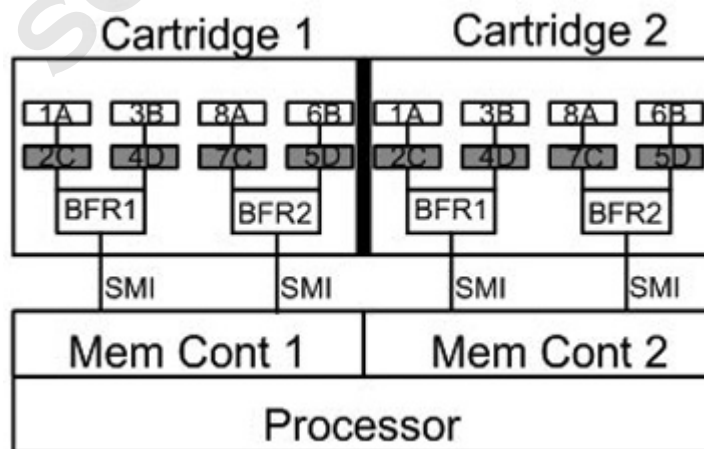 Cartridge 1 Cartridge 2
1A 3B 8A 6B 1A 3B 8A 6B
2C 4D 7C 5D 2C 4D 7C 5D
BFR1 BFR2 BFR1 BFR2
SMI SMI SMI SMI
Mem Cont 1 Mem Cont 2
Processor